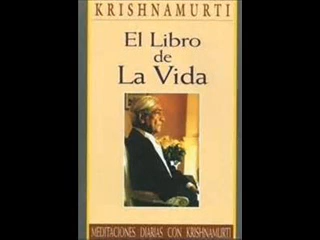 KRISHNAMURTI
El Libro
de
La Vida
MEDITACIONES DIARIAS CON KRISHNAMURTI